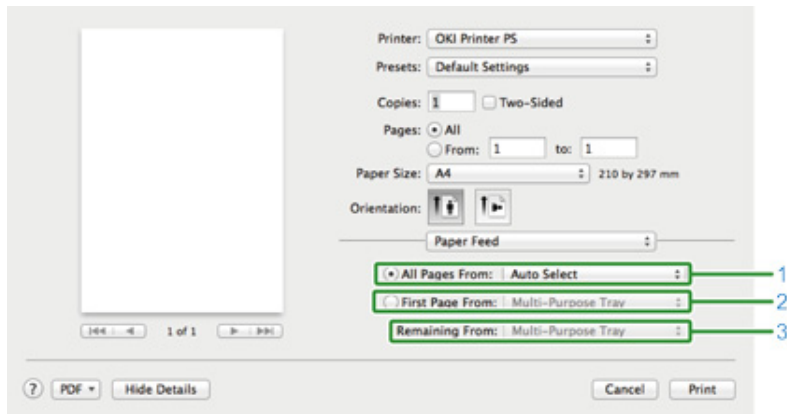 Printer: OKI Printer PS
Presets: Default Settings
Copies: 1 Two-Sided
Pages: All
From: 1 to: 1
Paper Size: A4 210 by 297 mm
Orientation:
Paper Feed
All Pages From: Auto Select 1
First Page From: Multi-Purpose Tray 2
Remaining From: Multi-Purpose Tray 3
1 of 1
? PDF Hide Details Cancel Print